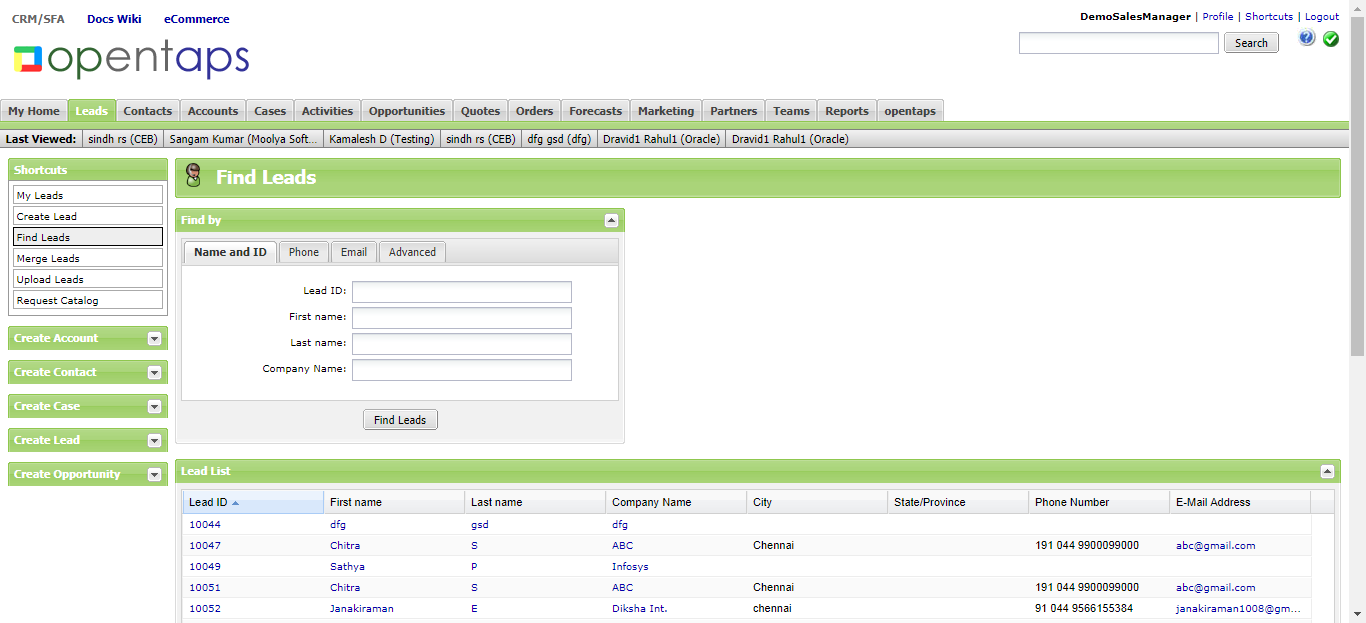 CRM/SFA Docs Wiki eCommerce
DemoSalesManager | Profile | Shortcuts | Logout
opentaps
Search
My Home Leads Contacts Accounts Cases Activities Opportunities Quotes Orders Forecasts Marketing Partners Teams Reports opentaps
Last Viewed: sindh rs (CEB) Sangam Kumar (Moolya Soft... Kamalesh D (Testing) sindh rs (CEB) dfg gsd (dfg) Dravid1 Rahul1 (Oracle) Dravid1 Rahul1 (Oracle)
Shortcuts
My Leads
Create Lead
Find Leads
Merge Leads
Upload Leads
Request Catalog
Create Account
Create Contact
Create Case
Create Lead
Create Opportunity
Find Leads
Find by
Name and ID Phone Email Advanced
Lead ID:
First name:
Last name:
Company Name:
Find Leads
Lead List
Lead ID First name Last name Company Name City State/Province Phone Number E-Mail Address
10044 dfg gsd dfg
10047 Chitra S ABC Chennai 191 044 9900099000 abc@gmail.com
10049 Sathya P Infosys
10051 Chitra S ABC Chennai 191 044 9900099000 abc@gmail.com
10052 Janakiraman E Diksha Int. chennai 91 044 9566155384 janakiraman1008@gm...